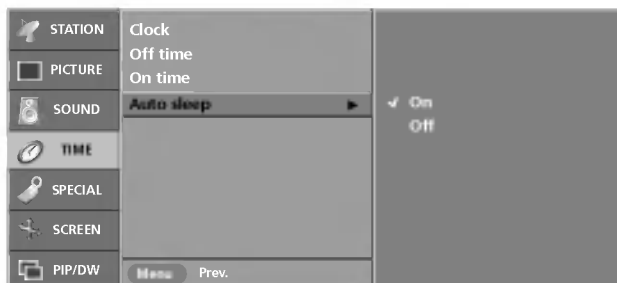 STATION
PICTURE
SOUND
TIME
SPECIAL
SCREEN
PIP/DW
Clock
Off time
On time
Auto sleep
Menu Prev.
On
Off